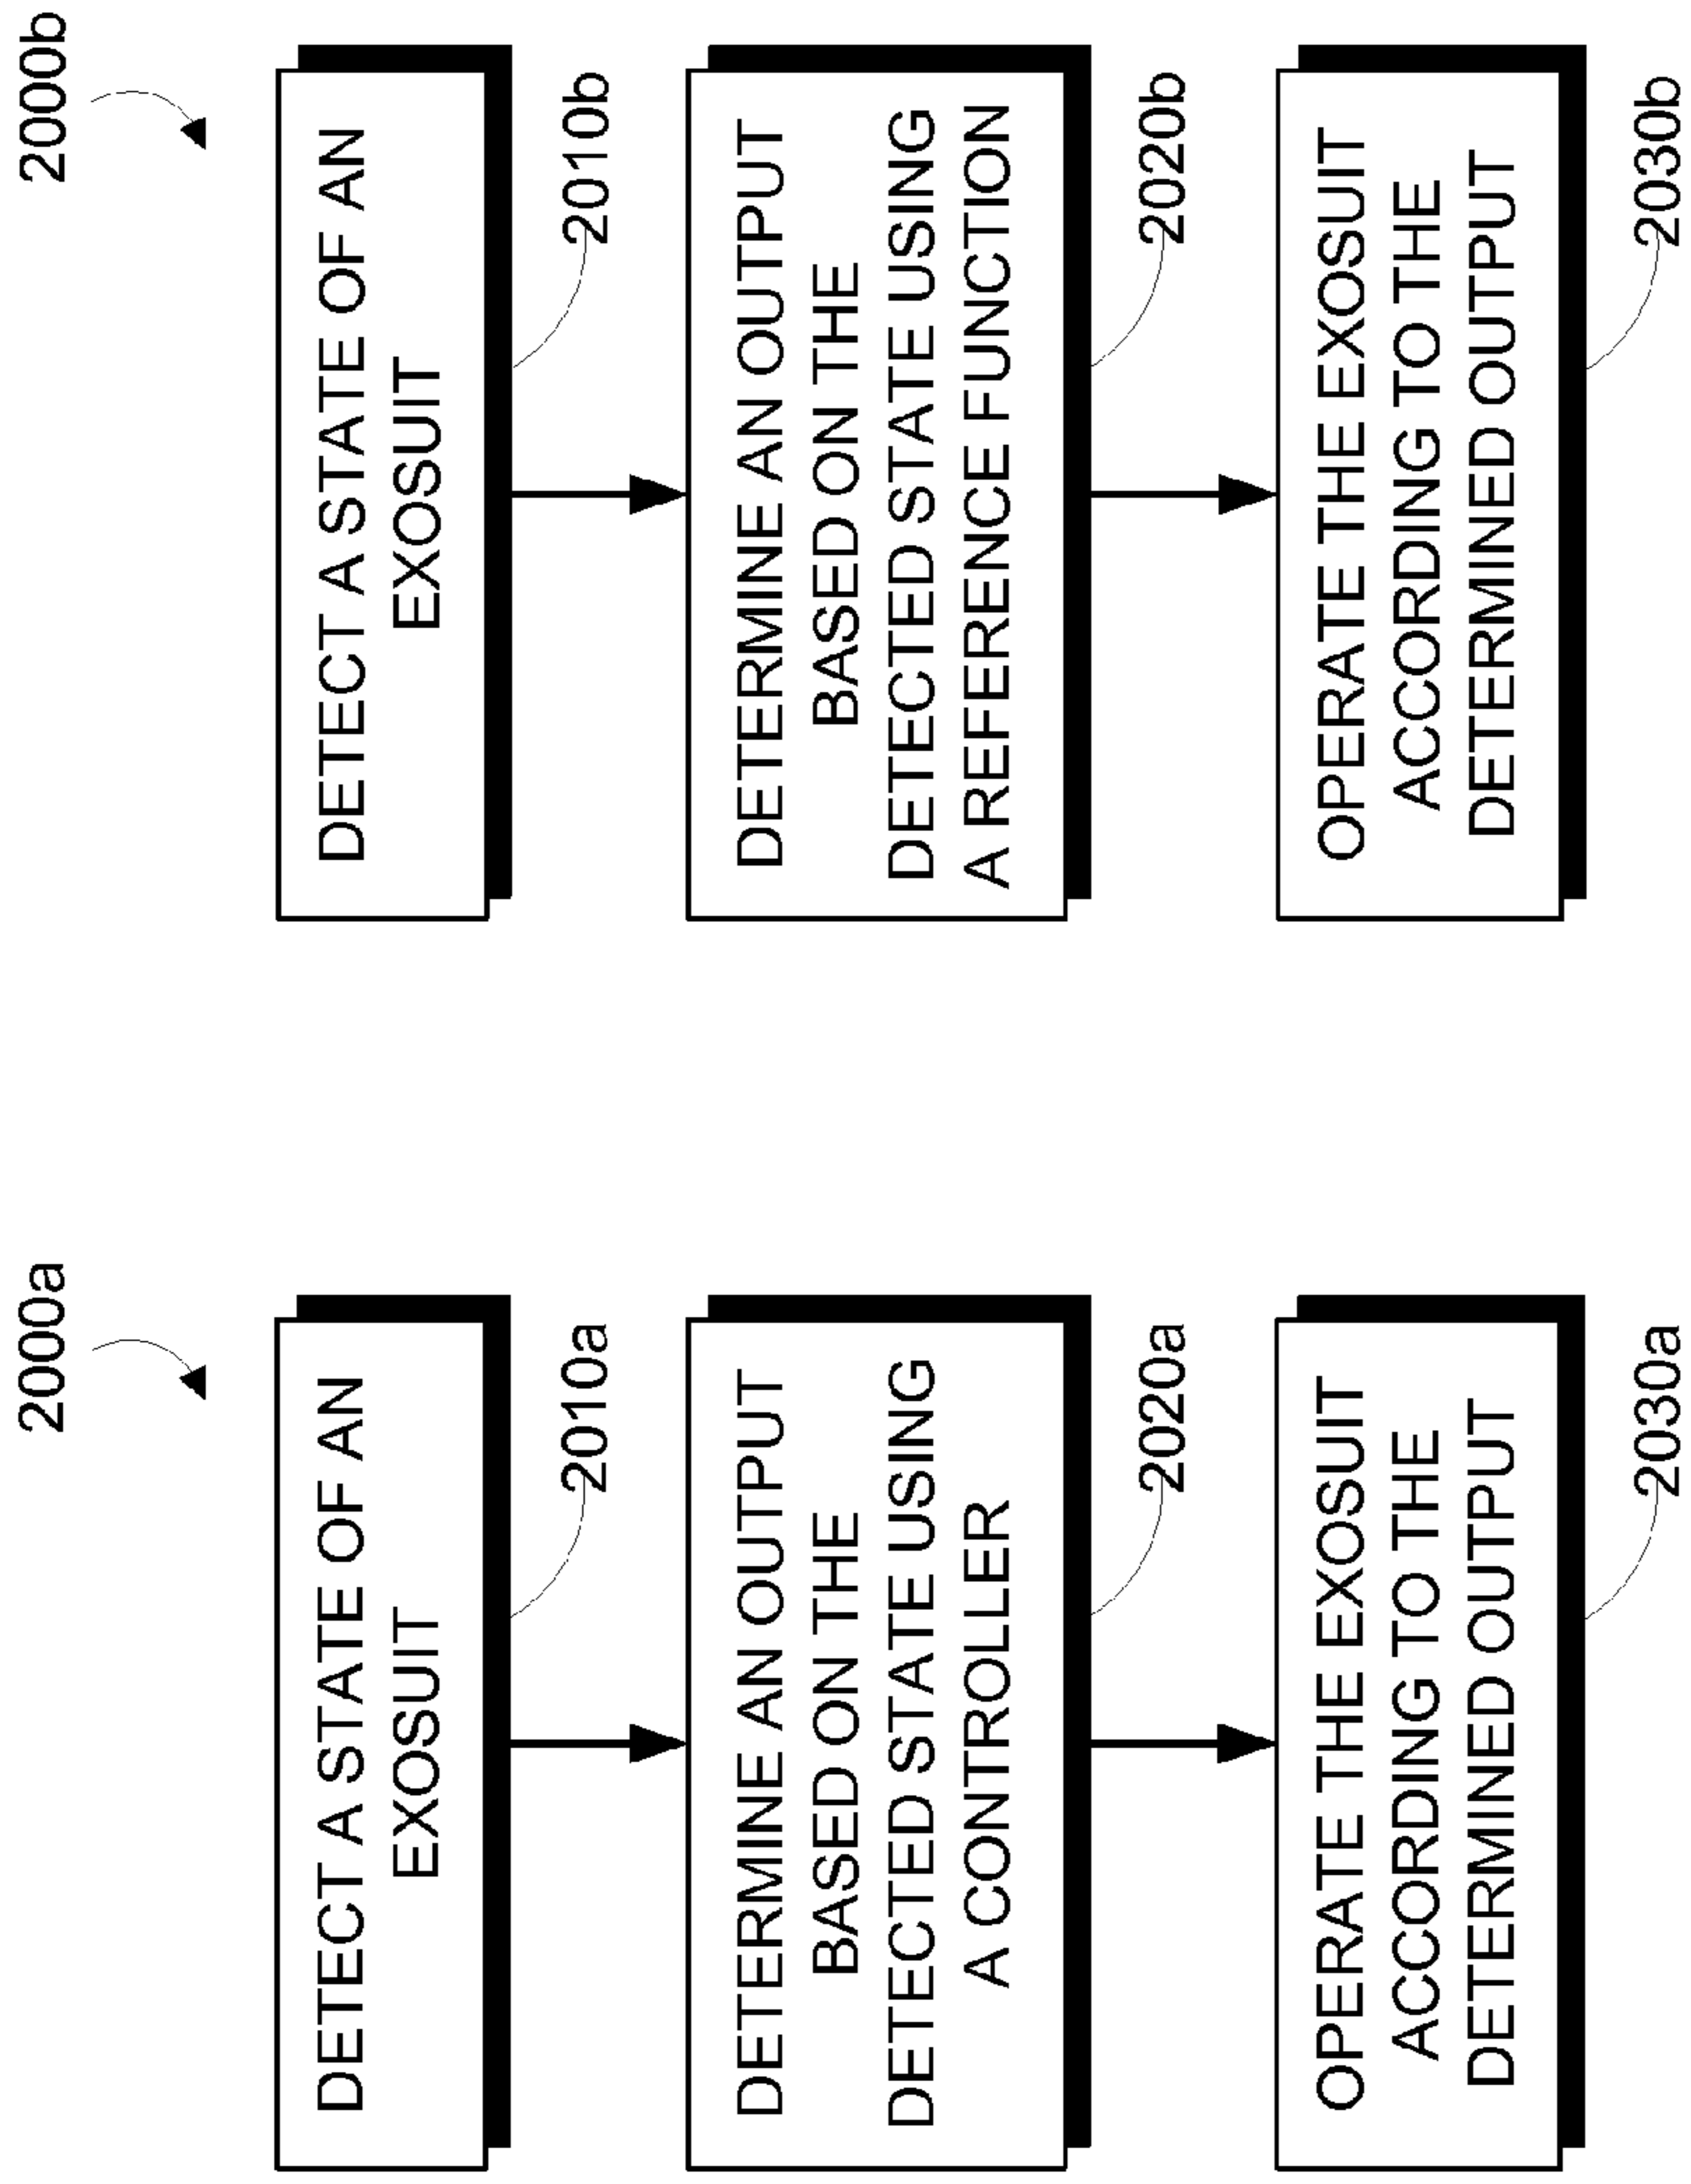 2000a
DETECT A STATE OF AN
EXOSUIT
2010a
DETERMINE AN OUTPUT
BASED ON THE
DETECTED STATE USING
A CONTROLLER
2020a
OPERATE THE EXOSUIT
ACCORDING TO THE
DETERMINED OUTPUT
2030a
2000b
DETECT A STATE OF AN
EXOSUIT
2010b
DETERMINE AN OUTPUT
BASED ON THE
DETECTED STATE USING
A REFERENCE FUNCTION
2020b
OPERATE THE EXOSUIT
ACCORDING TO THE
DETERMINED OUTPUT
2030b